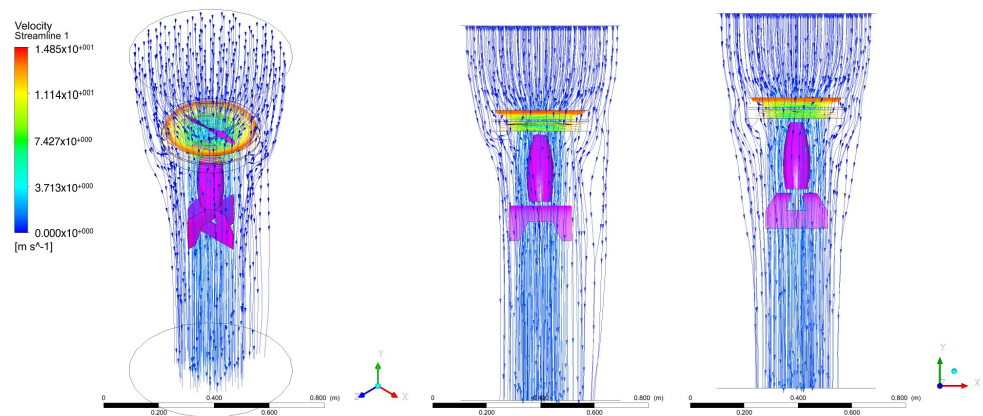 Velocity
Streamline 1
1.485x10+001
1.114x10+001
7.427x10+000
3.713x10+000
0.000x10+000
[m s^-1]
Y
Z
X
0
0.400
0.800 (m)
0.200
0.600
0
0.400
0.800 (m)
0.200
0.600
0
0.400
0.800 (m)
0.200
0.600
Y
Z
X